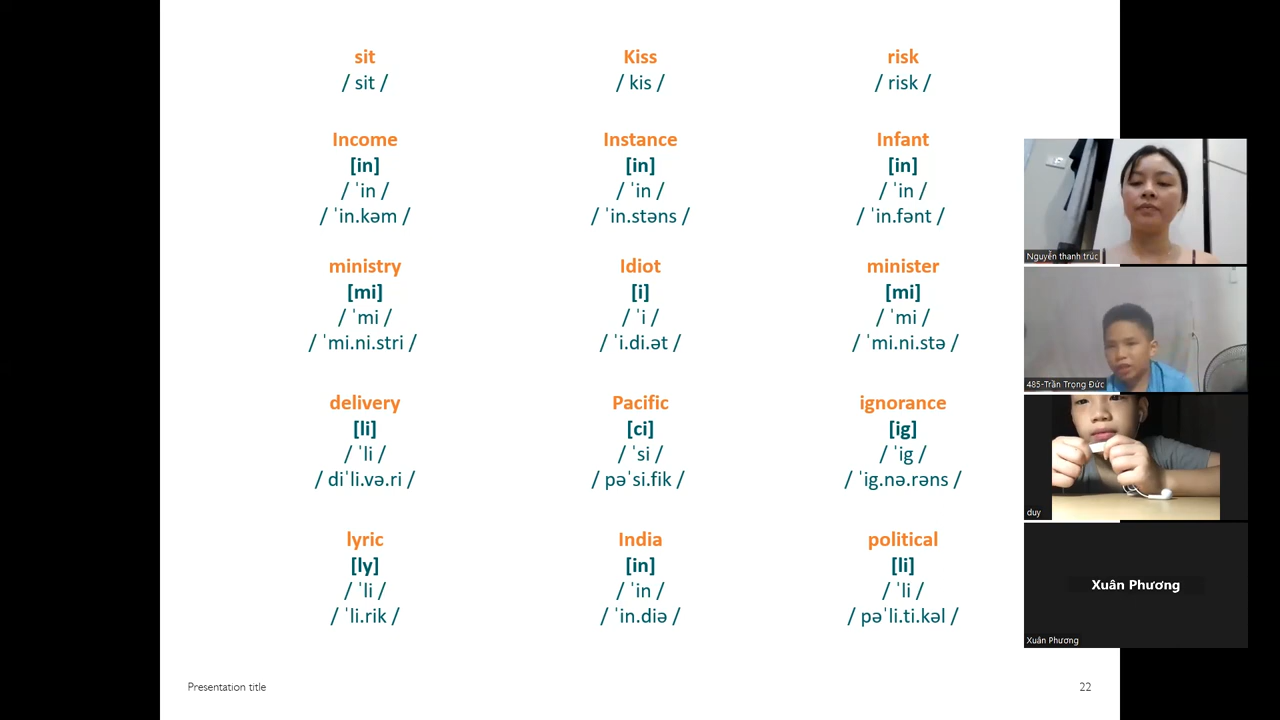 sit Kiss risk
/ sit / / kis / / risk /
Income Instance Infant
[in] [in] [in]
/ ˈin / / ˈin / / ˈin /
/ ˈin.kəm / / ˈin.stəns / / ˈin.fənt /
ministry Idiot minister
[mi] [i] [mi]
/ ˈmi / / ˈi / / ˈmi /
/ ˈmi.ni.stri / / ˈi.di.ət / / ˈmi.ni.stə /
delivery Pacific ignorance
[li] [ci] [ig]
/ ˈli / / ˈsi / / ˈig /
/ diˈli.və.ri / / pəˈsi.fik / / ˈig.nə.rəns /
lyric India political
[ly] [in] [li]
/ ˈli / / ˈin / / ˈli /
/ ˈli.rik / / ˈin.diə / / pəˈli.ti.kəl /
Presentation title 22
Nguyễn thanh trúc
485-Trần Trọng Đức
duy
Xuân Phương
Xuân Phương